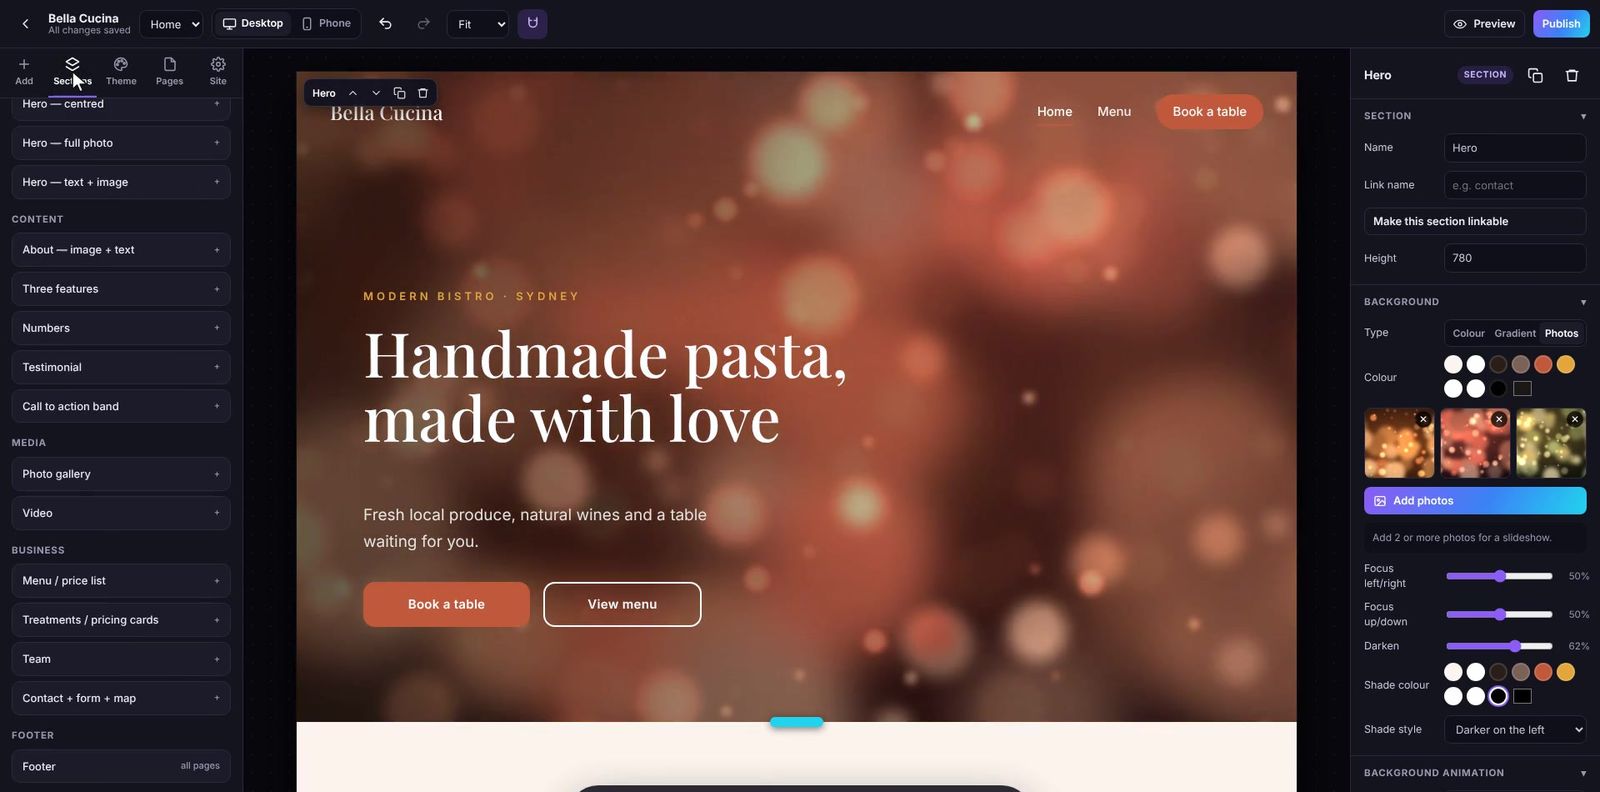 Bella Cucina
All changes saved
Home
Desktop
Phone
Fit
Preview
Publish
Add
Theme
Pages
Site
Hero — centred
Hero — full photo
Hero — text + image
CONTENT
About — image + text
Three features
Numbers
Testimonial
Call to action band
MEDIA
Photo gallery
Video
BUSINESS
Menu / price list
Treatments / pricing cards
Team
Contact + form + map
FOOTER
Footer
all pages
Hero
Bella Cucina
Home
Menu
Book a table
MODERN BISTRO · SYDNEY
Handmade pasta,
made with love
Fresh local produce, natural wines and a table
waiting for you.
Book a table
View menu
Hero
SECTION
SECTION
Name
Hero
Link name
e.g. contact
Make this section linkable
Height
780
BACKGROUND
Type
Colour
Gradient
Photos
Colour
Add photos
Add 2 or more photos for a slideshow.
Focus
left/right
50%
Focus
up/down
50%
Darken
62%
Shade colour
Shade style
Darker on the left
BACKGROUND ANIMATION